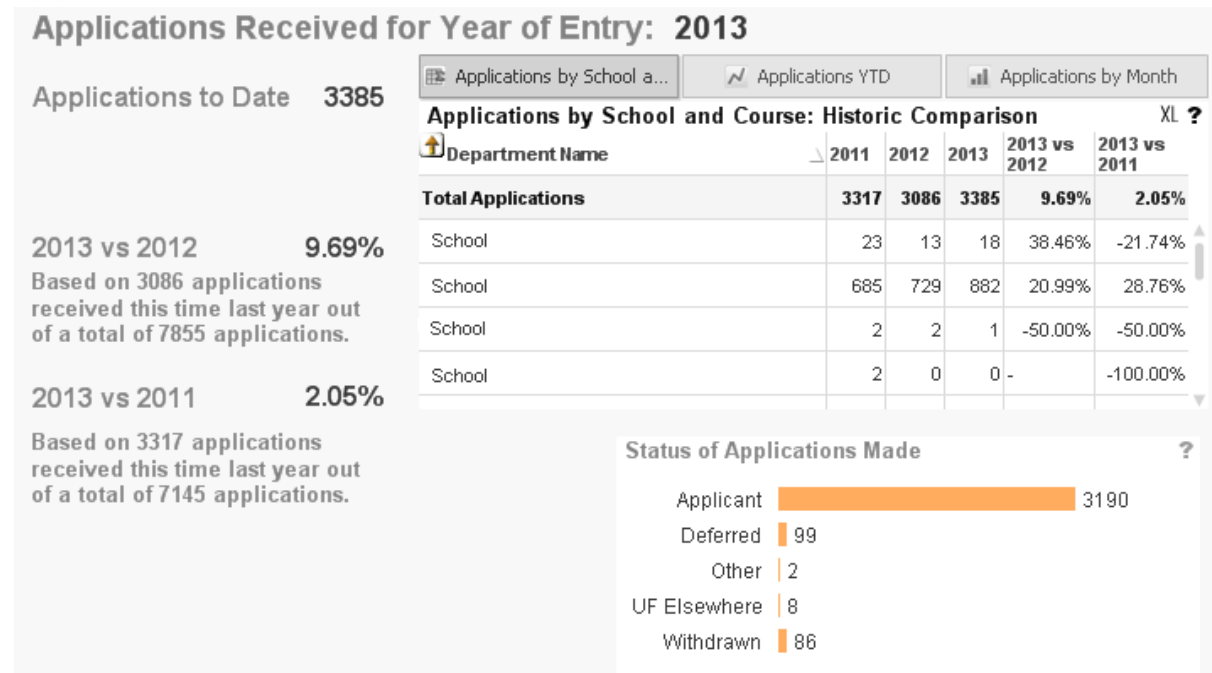 Applications Received for Year of Entry: 2013
Applications to Date 3385
2013 vs 2012 9.69%
Based on 3086 applications
received this time last year out
of a total of 7855 applications.
2013 vs 2011 2.05%
Based on 3317 applications
received this time last year out
of a total of 7145 applications.
Applications by School a... Applications YTD Applications by Month
Applications by School and Course: Historic Comparison XL ?
Department Name 2011 2012 2013 2013 vs 2012 2013 vs 2011
Total Applications 3317 3086 3385 9.69% 2.05%
School 23 13 18 38.46% -21.74%
School 685 729 882 20.99% 28.76%
School 2 2 1 -50.00% -50.00%
School 2 0 0 - -100.00%
Status of Applications Made ?
Applicant 3190
Deferred 99
Other 2
UF Elsewhere 8
Withdrawn 86